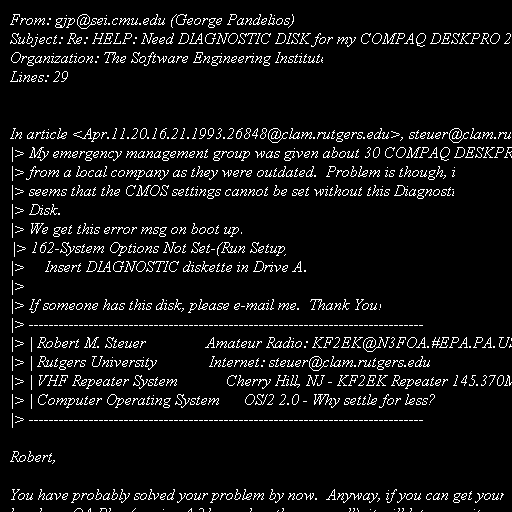 From: gjp@sei.cmu.edu (George Pandelios)
Subject: Re: HELP: Need DIAGNOSTIC DISK for my COMPAQ DESKPRO 2
Organization: The Software Engineering Institute
Lines: 29
In article <Apr.11.20.16.21.1993.26848@clam.rutgers.edu>, steuer@clam.ru
|> My emergency management group was given about 30 COMPAQ DESKPR
|> from a local company as they were outdated.  Problem is though, i
|> seems that the CMOS settings cannot be set without this Diagnosti
|> Disk.
|> We get this error msg on boot up.
|> 162-System Options Not Set-(Run Setup
|>     Insert DIAGNOSTIC diskette in Drive A.
|>
|> If someone has this disk, please e-mail me.  Thank You!
|> -------------------------------------------------------------------------------
|> | Robert M. Steuer               Amateur Radio: KF2EK@N3FOA.#EPA.PA.US
|> | Rutgers University             Internet: steuer@clam.rutgers.edu
|> | VHF Repeater System            Cherry Hill, NJ - KF2EK Repeater 145.370M
|> | Computer Operating System      OS/2 2.0 - Why settle for less?
|> -------------------------------------------------------------------------------
Robert,
You have probably solved your problem by now.  Anyway, if you can get your